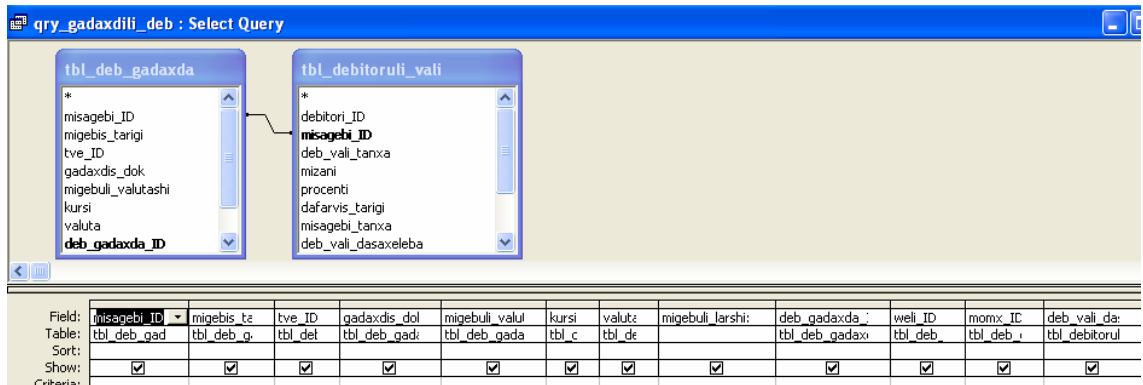 qry_gadaxdili_deb : Select Query
tbl_deb_gadaxda
*
misagebi_ID
migebis_tarigi
tve_ID
gadaxdis_dok
migebuli_valutashi
kursi
valuta
deb_gadaxda_ID
tbl_debitoruli_vali
*
debitori_ID
misagebi_ID
deb_vali_tanxa
mizani
procenti
dafarvis_tarigi
misagebi_tanxa
deb_vali_dasaxeleba
Field: misagebi_ID migebis_ta tve_ID gadaxdis_dol migebuli_valut kursi valuta migebuli_larshi: deb_gadaxda_ weli_ID momx_ID deb_vali_da:
Table: tbl_deb_gad tbl_deb_g. tbl_det tbl_deb_gada tbl_deb_gada tbl_c tbl_de tbl_deb_gadax tbl_deb_ tbl_deb_ tbl_debitorul
Sort:
Show:
Criteria: